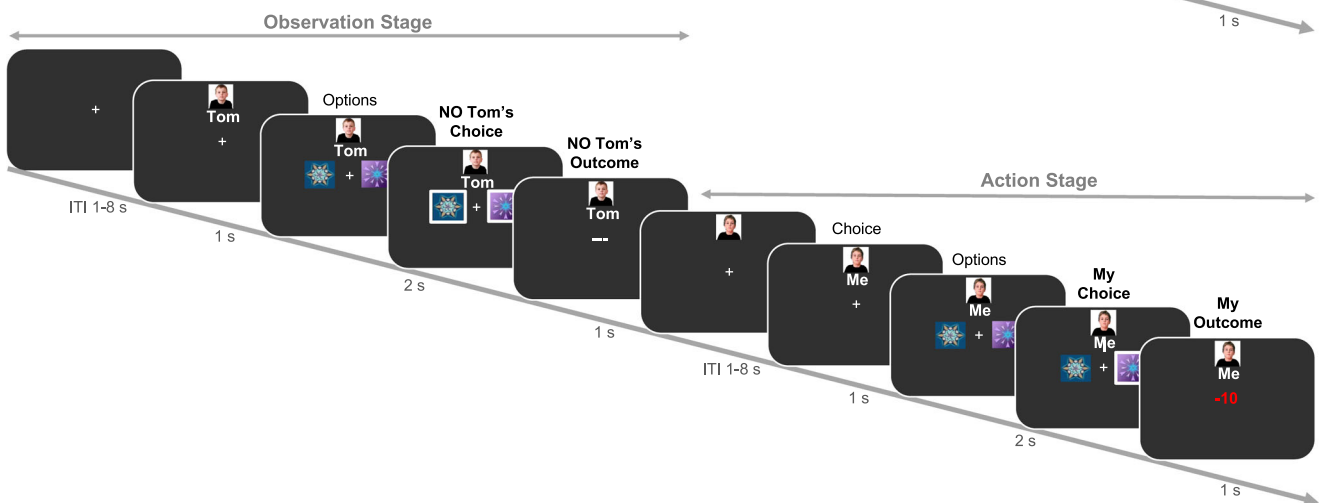 1 s
Observation Stage
+
Tom
+
Options
Tom
+
NO Tom's
Choice
Tom
+
NO Tom's
Outcome
Tom
--
ITI 1-8 s
1 s
2 s
1 s
Action Stage
+
Choice
Me
+
Options
Me
+
My
Choice
Me
+
My
Outcome
Me
-10
ITI 1-8 s
1 s
2 s
1 s